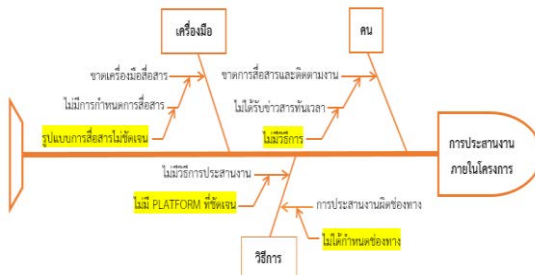 เครื่องมือ
คน
ขาดเครื่องมือสื่อสาร
ไม่มีการกำหนดการสื่อสาร
รูปแบบการสื่อสารไม่ชัดเจน
ขาดการสื่อสารและติดตามงาน
ไม่ได้รับข่าวสารทันเวลา
ไม่มีวิธีการ
การประสานงาน
ภายในโครงการ
ไม่มีวิธีการประสานงาน
ไม่มี PLATFORM ที่ชัดเจน
การประสานงานผิดช่องทาง
ไม่ได้กำหนดช่องทาง
วิธีการ